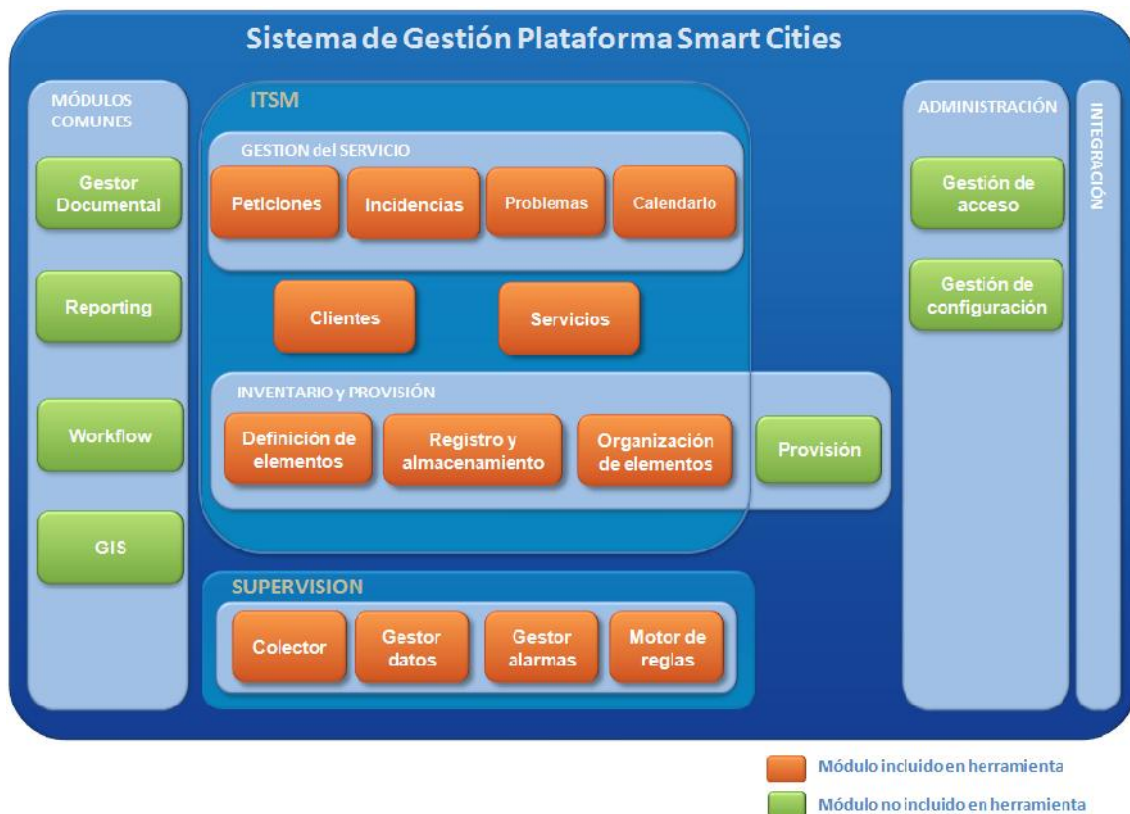 Sistema de Gestión Plataforma Smart Cities
MÓDULOS
COMUNES
Gestor
Documental
Reporting
Workflow
GIS
ITSM
GESTION del SERVICIO
Peticiones
Incidencias
Problemas
Calendario
Clientes
Servicios
INVENTARIO y PROVISIÓN
Definición de
elementos
Registro y
almacenamiento
Organización
de elementos
Provisión
SUPERVISION
Colector
Gestor
datos
Gestor
alarmas
Motor de
reglas
ADMINISTRACIÓN
Gestión de
acceso
Gestión de
configuración
INTEGRACIÓN
Módulo incluido en herramienta
Módulo no incluido en herramienta